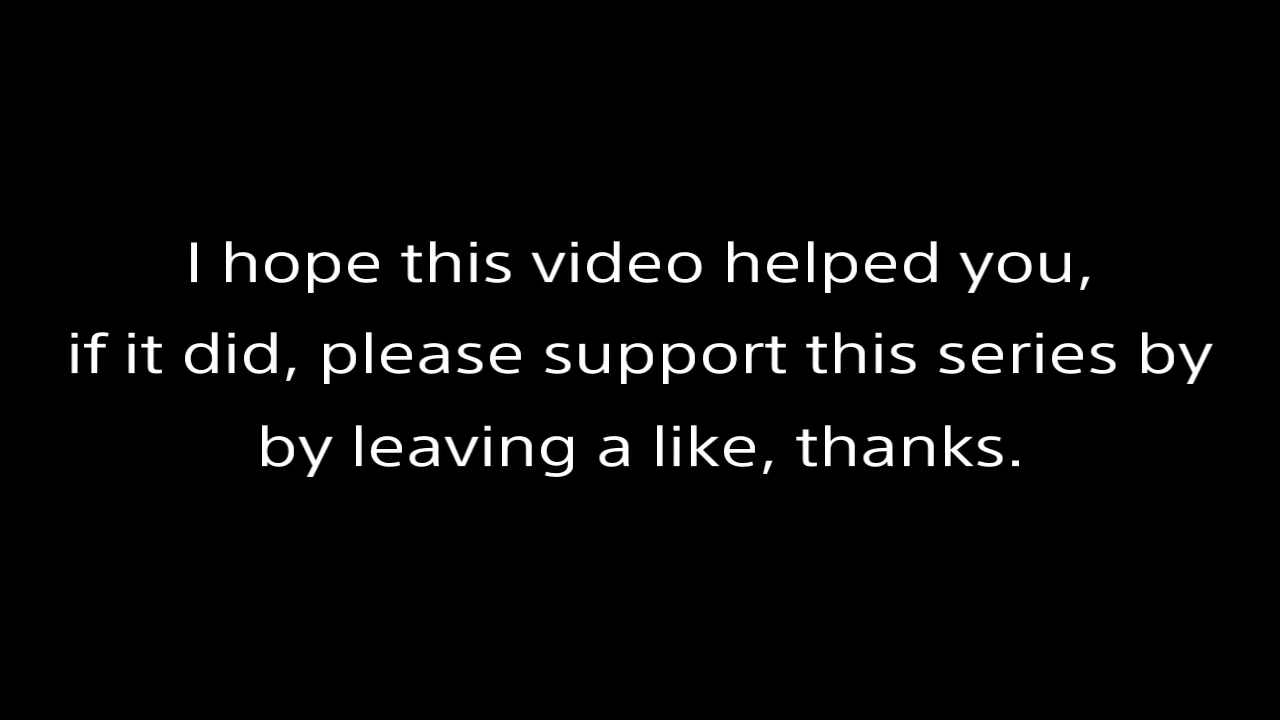 I hope this video helped you,
if it did, please support this series by
by leaving a like, thanks.